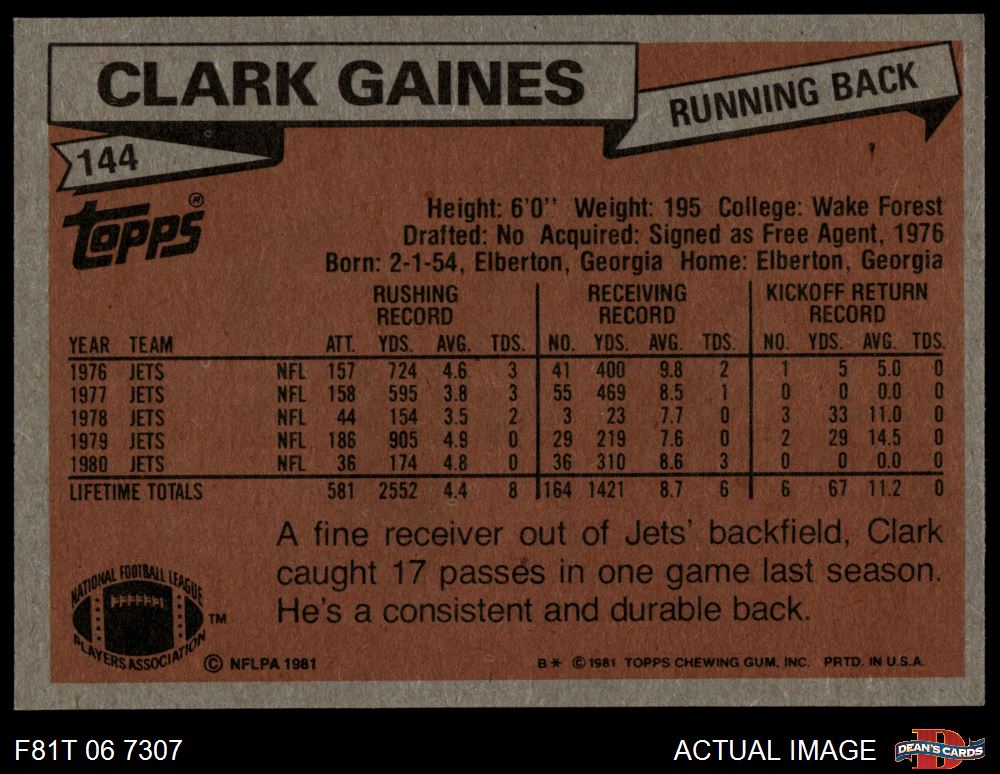 CLARK GAINES
RUNNING BACK
144
TOPPS®
Height: 6'0'' Weight: 195 College: Wake Forest
Drafted: No Acquired: Signed as Free Agent, 1976
Born: 2-1-54, Elberton, Georgia Home: Elberton, Georgia
RUSHING RECORD RECEIVING RECORD KICKOFF RETURN RECORD
YEAR TEAM ATT. YDS. AVG. TDS. NO. YDS. AVG. TDS. NO. YDS. AVG. TDS.
1976 JETS NFL 157 724 4.6 3 41 400 9.8 2 1 5 5.0 0
1977 JETS NFL 158 595 3.8 3 55 469 8.5 1 0 0 0.0 0
1978 JETS NFL 44 154 3.5 2 3 23 7.7 0 3 33 11.0 0
1979 JETS NFL 186 905 4.9 0 29 219 7.6 0 2 29 14.5 0
1980 JETS NFL 36 174 4.8 0 36 310 8.6 3 0 0 0.0 0
LIFETIME TOTALS 581 2552 4.4 8 164 1421 8.7 6 6 67 11.2 0
A fine receiver out of Jets' backfield, Clark
caught 17 passes in one game last season.
He's a consistent and durable back.
NATIONAL FOOTBALL LEAGUE
PLAYERS ASSOCIATION ™
© NFLPA 1981
B* © 1981 TOPPS CHEWING GUM, INC. PRTD. IN U.S.A.
F81T 06 7307
ACTUAL IMAGE
D
DEAN'S CARDS